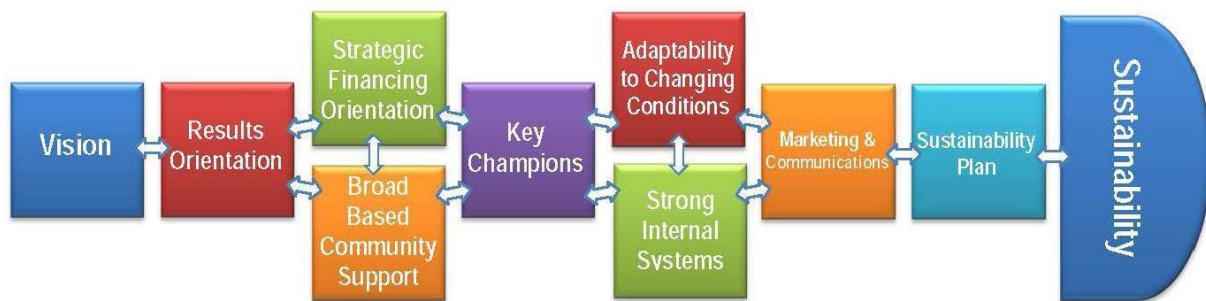 Vision
Results
Orientation
Strategic
Financing
Orientation
Broad
Based
Community
Support
Key
Champions
Adaptability
to Changing
Conditions
Strong
Internal
Systems
Marketing &
Communications
Sustainability
Plan
Sustainability